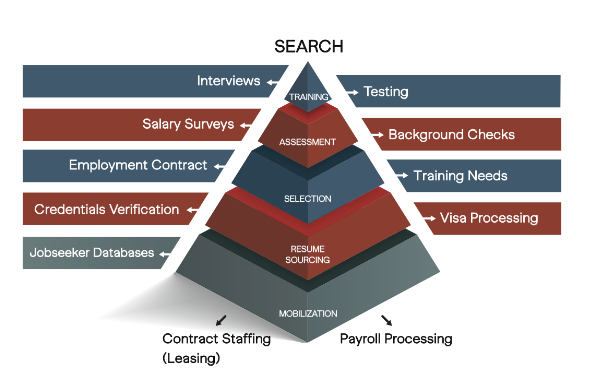 SEARCH
Interviews
TRAINING
Testing
Salary Surveys
ASSESSMENT
Background Checks
Employment Contract
SELECTION
Training Needs
Credentials Verification
RESUME
SOURCING
Visa Processing
Jobseeker Databases
MOBILIZATION
Contract Staffing
(Leasing)
Payroll Processing